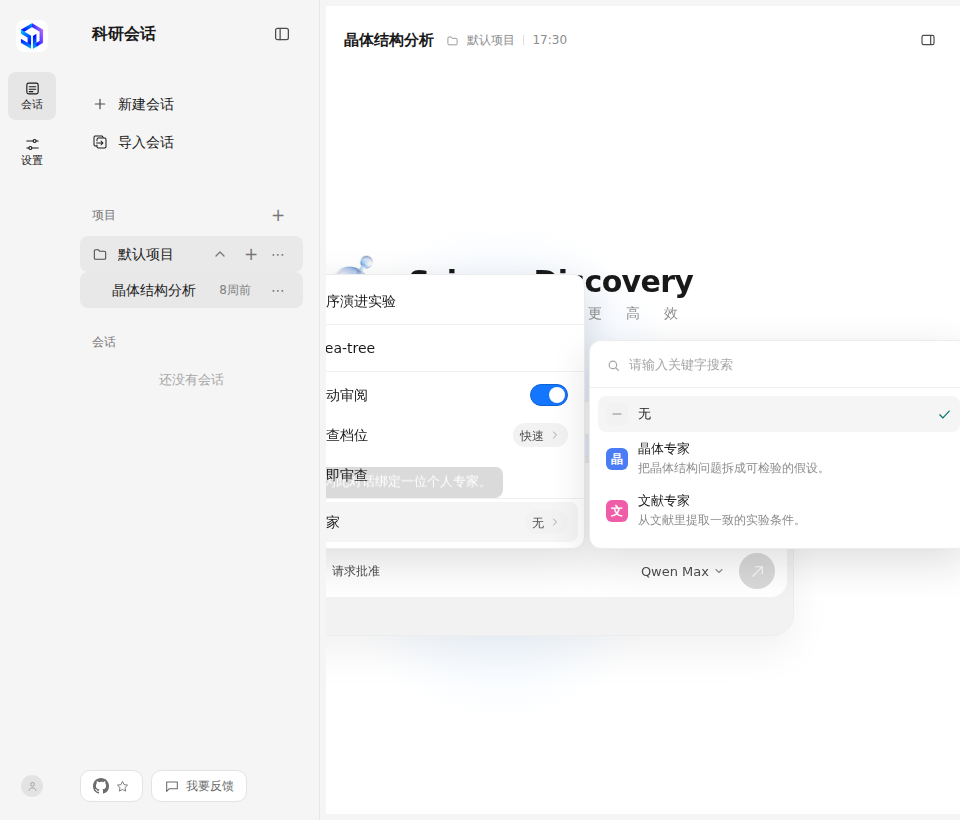 科研会话
会话
设置
新建会话
导入会话
项目
默认项目
晶体结构分析 8周前
会话
还没有会话
我要反馈
晶体结构分析 默认项目 17:30
covery
更 高 效
序演进实验
ea-tree
动审阅
查档位 快速
即审查
对话绑定一位个人专家。
家 无
请求批准 Qwen Max
请输入关键字搜索
无
晶 晶体专家
把晶体结构问题拆成可检验的假设。
文 文献专家
从文献里提取一致的实验条件。